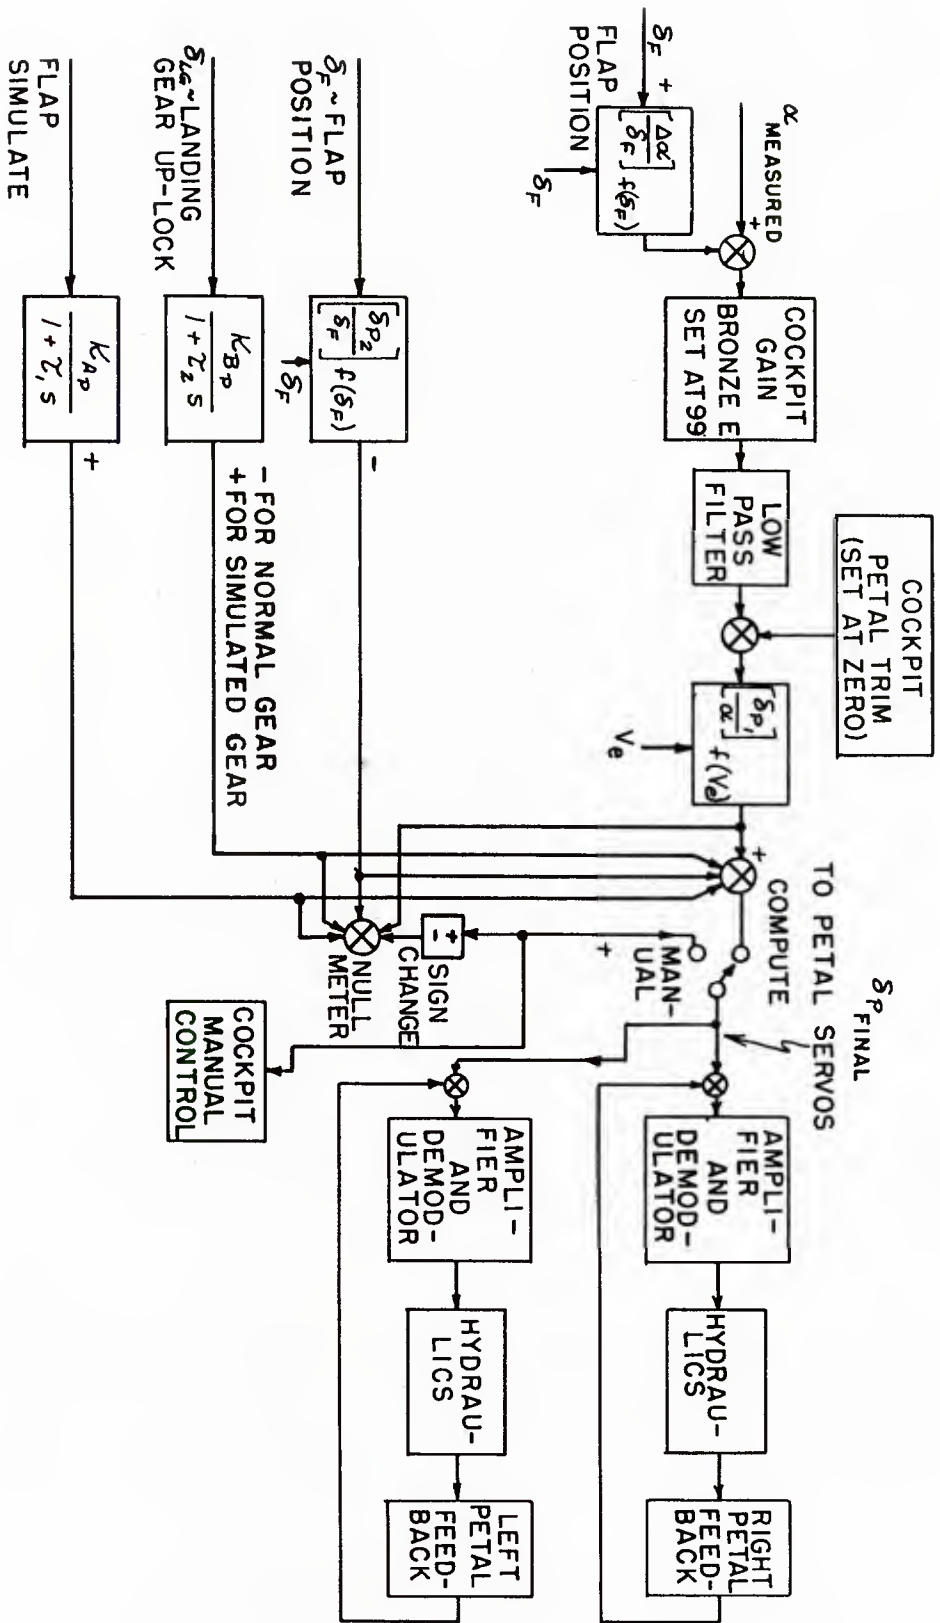 α MEASURED
+
δF +
FLAP
POSITION
[Δα/δF] f(δF)
δF
COCKPIT
GAIN
BRONZE E
SET AT 99
LOW
PASS
FILTER
COCKPIT
PETAL TRIM
(SET AT ZERO)
[δP1/α] f(Ve)
Ve
+
δP FINAL
TO PETAL SERVOS
COMPUTE
MAN-
UAL
+
AMPLI-
FIER
AND
DEMOD-
ULATOR
HYDRAU-
LICS
RIGHT
PETAL
FEED-
BACK
δF ~ FLAP
POSITION
[δP2/δF] f(δF)
δF
-
δLG ~ LANDING
GEAR UP-LOCK
KBP
1 + τ2 s
- FOR NORMAL GEAR
+ FOR SIMULATED GEAR
FLAP
SIMULATE
KAP
1 + τ1 s
+
+
-
SIGN
CHANGE
NULL
METER
COCKPIT
MANUAL
CONTROL
AMPLI-
FIER
AND
DEMOD-
ULATOR
HYDRAU-
LICS
LEFT
PETAL
FEED-
BACK